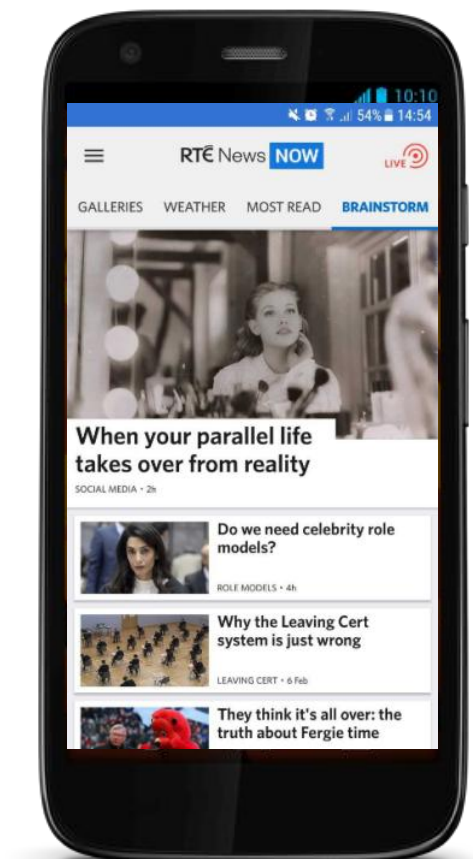 10:10
54% 14:54
RTÉ News NOW
LIVE
GALLERIES WEATHER MOST READ BRAINSTORM
When your parallel life
takes over from reality
SOCIAL MEDIA • 2h
Do we need celebrity role
models?
ROLE MODELS • 4h
Why the Leaving Cert
system is just wrong
LEAVING CERT • 6 Feb
They think it's all over: the
truth about Fergie time